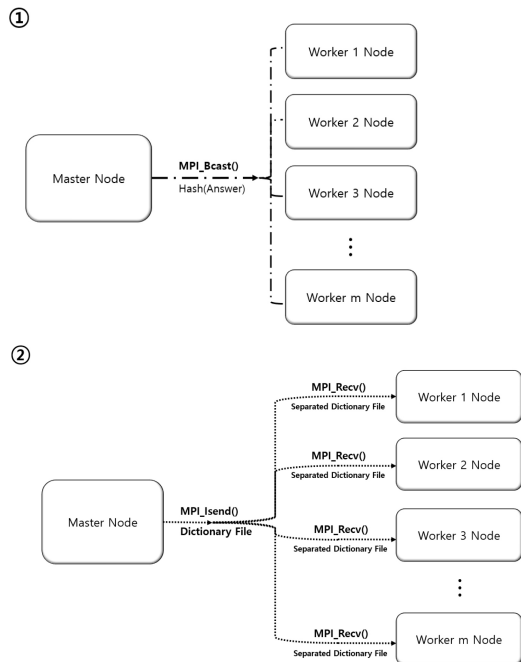 ①
Worker 1 Node
Worker 2 Node
Master Node
MPI_Bcast()
Hash(Answer)
Worker 3 Node
Worker m Node
②
MPI_Recv()
Separated Dictionary File
Worker 1 Node
MPI_Recv()
Separated Dictionary File
Worker 2 Node
Master Node
MPI_Isend()
Dictionary File
MPI_Recv()
Separated Dictionary File
Worker 3 Node
MPI_Recv()
Separated Dictionary File
Worker m Node